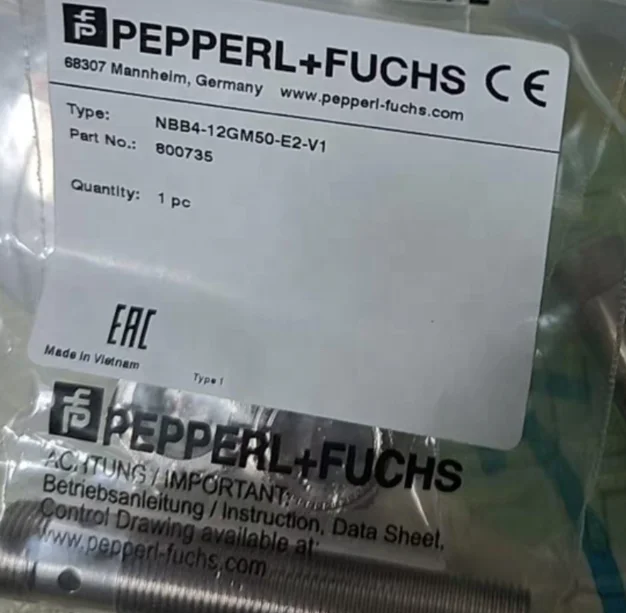 PEPPERL+FUCHS CE
68307 Mannheim, Germany www.pepperl-fuchs.com
Type: NBB4-12GM50-E2-V1
Part No.: 800735
Quantity: 1 pc
EAC
Made in Vietnam
Type 1
PEPPERL+FUCHS
ACHTUNG / IMPORTANT:
Betriebsanleitung / Instruction, Data Sheet,
Control Drawing available at:
www.pepperl-fuchs.com